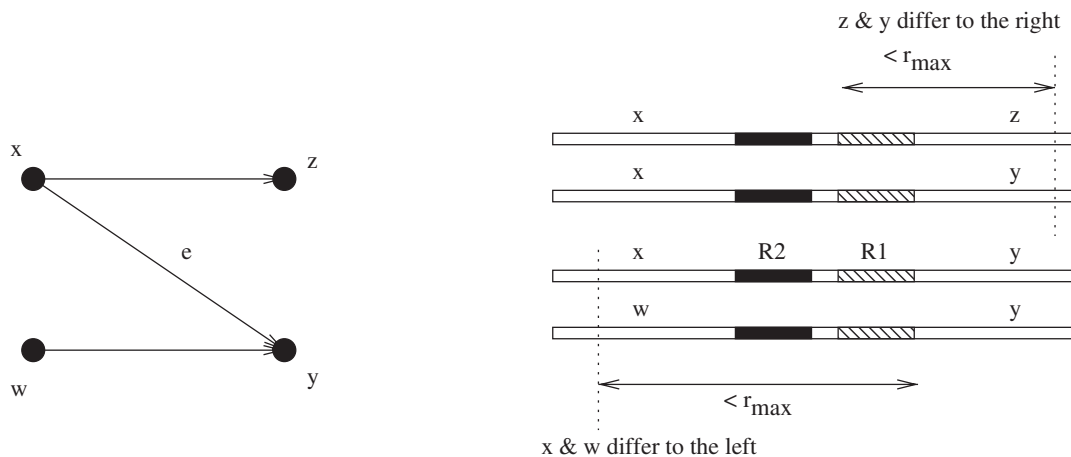 z & y differ to the right
< r_max
x z
x y
x R2 R1 y
w y
< r_max
x & w differ to the left
x
z
e
w
y